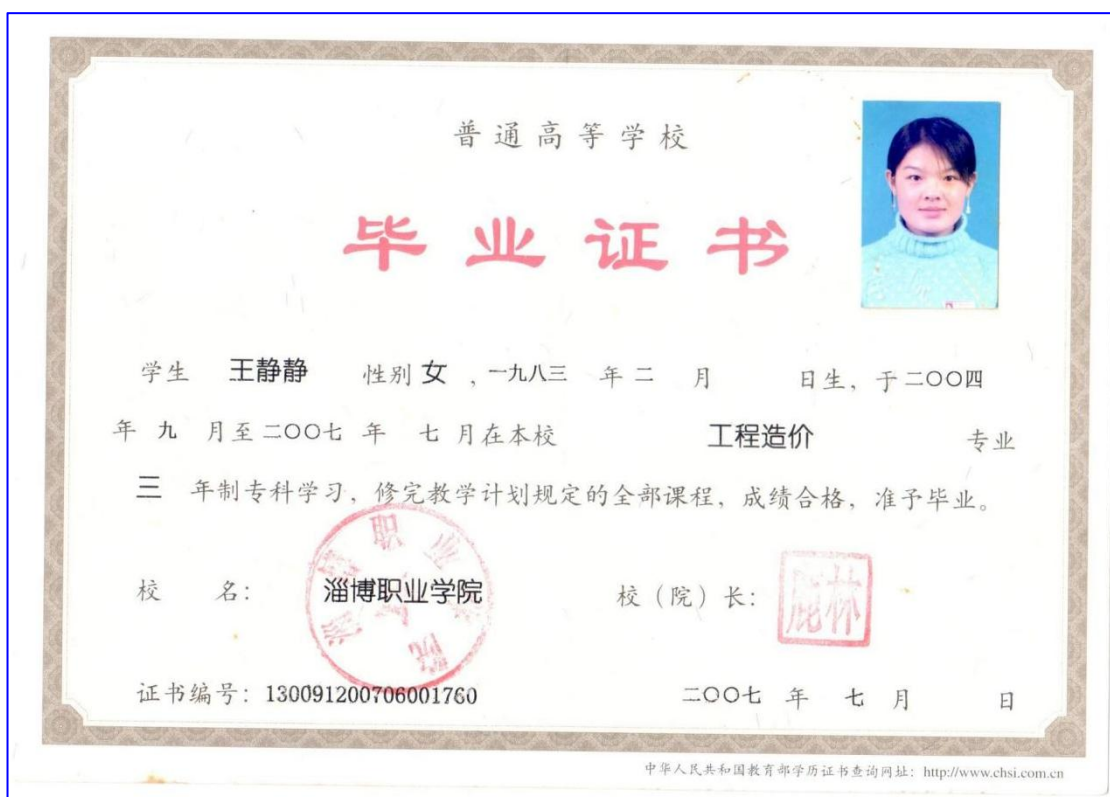 普通高等学校
毕业证书
学生 王静静 性别 女 , 一九八三 年 二 月 日生, 于 二〇〇四
年 九 月至 二〇〇七 年 七 月在本校 工程造价 专业
三 年制专科学习, 修完教学计划规定的全部课程, 成绩合格, 准予毕业。
校 名: 淄博职业学院 校(院)长: 鹿林
证书编号: 130091200706001760 二〇〇七 年 七 月 日
中华人民共和国教育部学历证书查询网址: http://www.chsi.com.cn